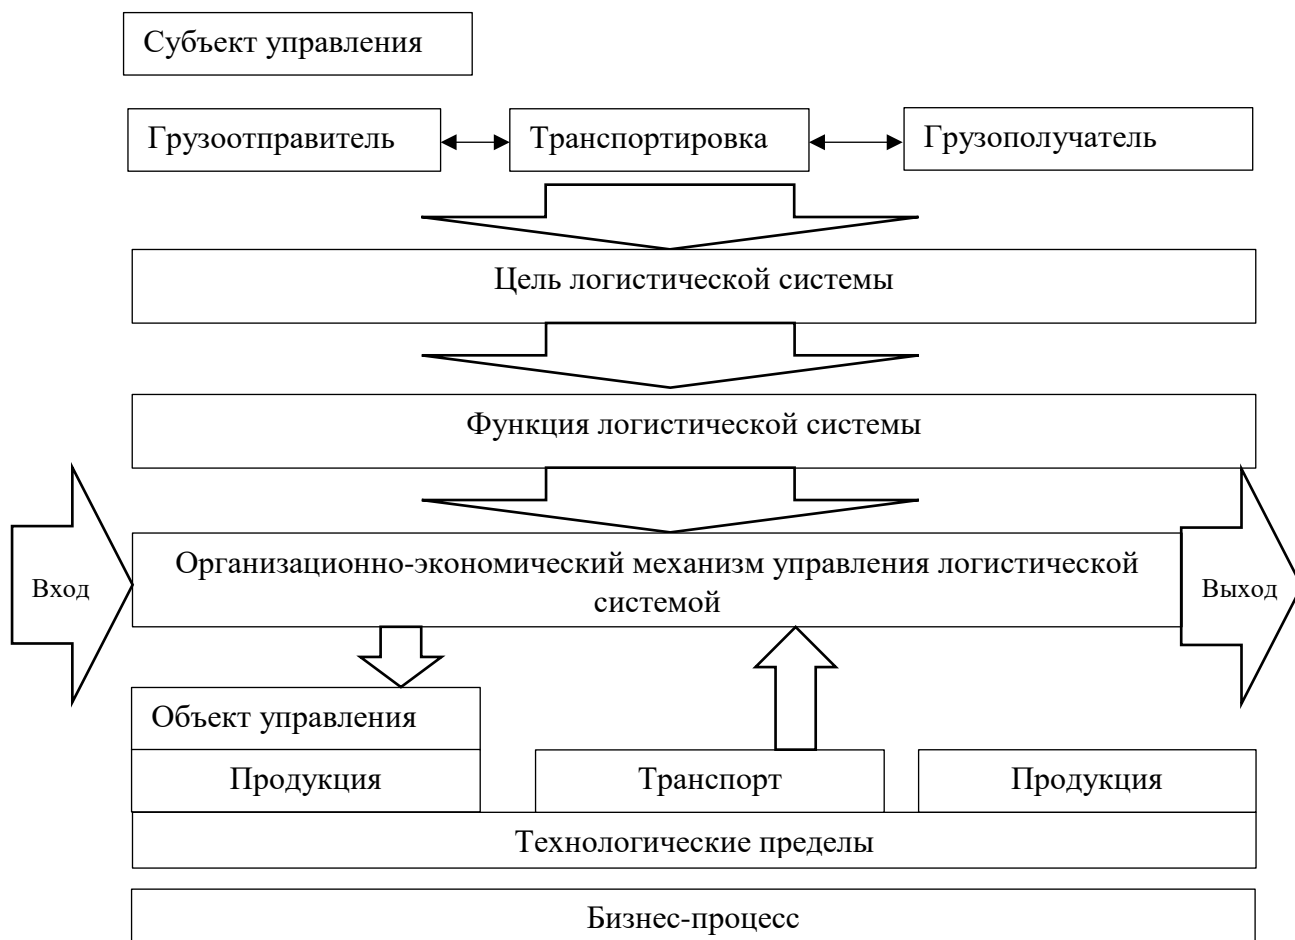 Субъект управления
Грузоотправитель
Транспортировка
Грузополучатель
Цель логистической системы
Функция логистической системы
Вход
Организационно-экономический механизм управления логистической
системой
Выход
Объект управления
Продукция
Транспорт
Продукция
Технологические пределы
Бизнес-процесс